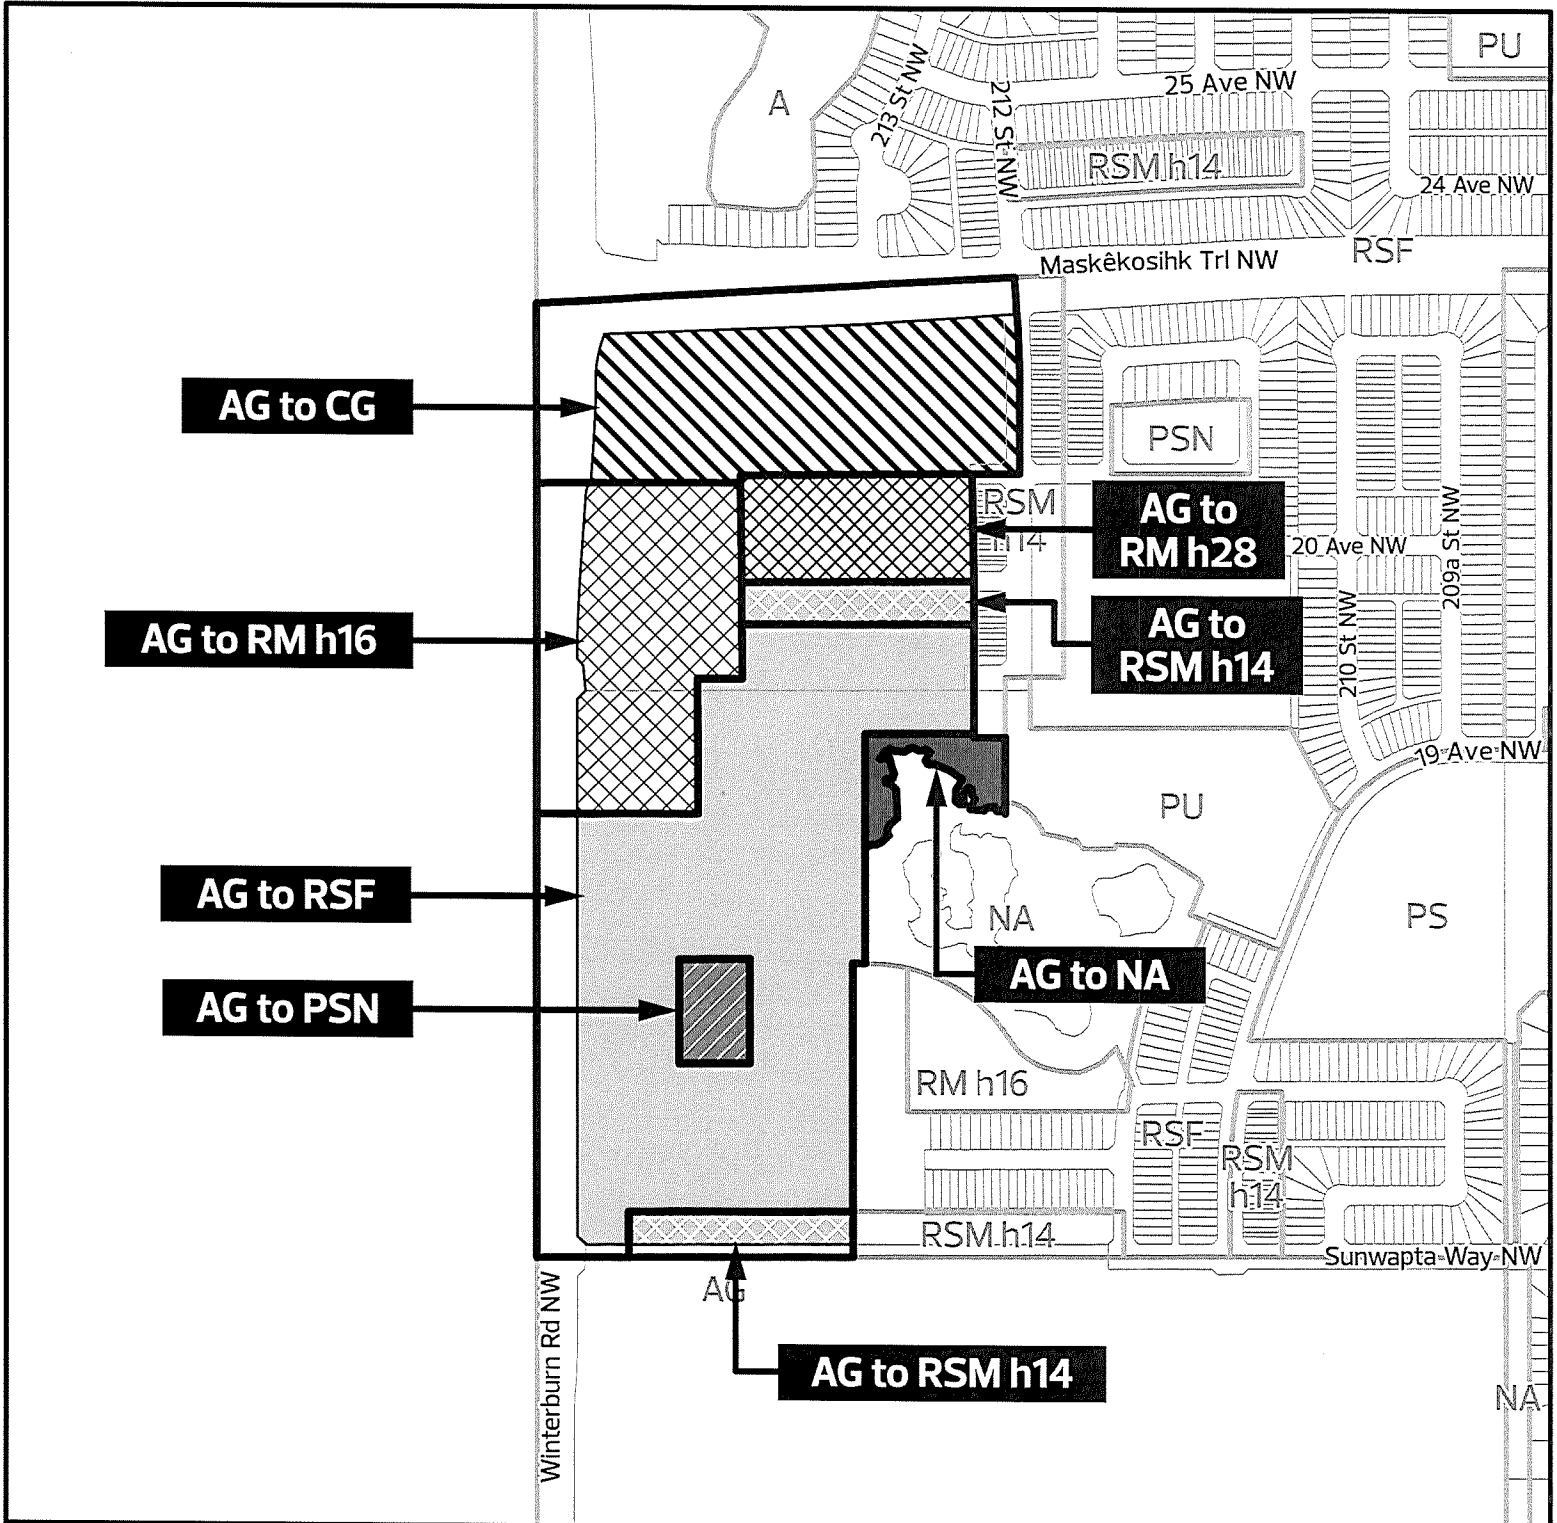 PU
25 Ave NW
A
213 St NW
212 St NW
RSM h14
24 Ave NW
RSF
Maskêkosihk Trl NW
AG to CG
PSN
RSM
h14
AG to
RM h28
20 Ave NW
209a St NW
AG to RM h16
AG to
RSM h14
210 St NW
19 Ave NW
PU
AG to RSF
NA
PS
AG to NA
AG to PSN
RM h16
RSF
RSM
h14
RSM h14
Sunwapta Way NW
AG
Winterburn Rd NW
AG to RSM h14
NA